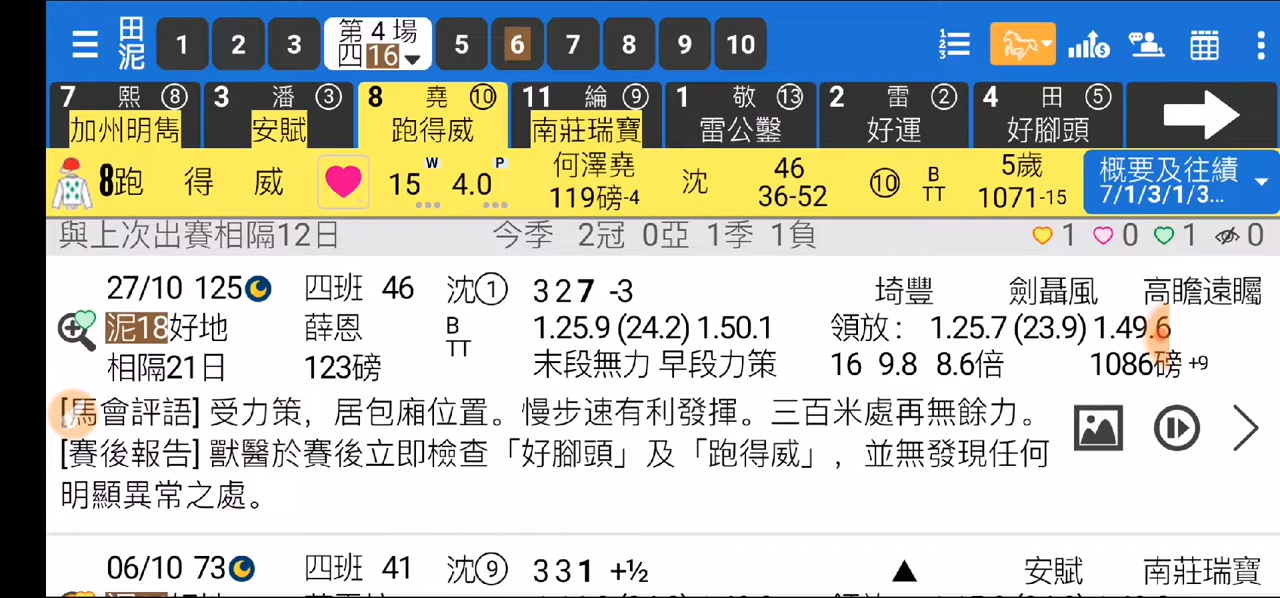 田泥 1 2 3 第4場 四16 5 6 7 8 9 10
7 熙 ⑧ 3 潘 ③ 8 堯 ⑩ 11 綸 ⑨ 1 敬 ⑬ 2 雷 ② 4 田 ⑤
加州明雋 安賦 跑得威 南莊瑞寶 雷公鑿 好運 好腳頭
8跑得威 15 W 4.0 P 何澤堯 119磅-4 沈 46 36-52 ⑩ B TT 5歲 1071-15 概要及往績 7/1/3/1/3...
與上次出賽相隔12日 今季 2冠 0亞 1季 1負 1 0 1 0
27/10 125 四班 46 沈① 3 2 7 -3 埼豐 劍聶風 高瞻遠矚
泥18好地 薛恩 B TT 1.25.9 (24.2) 1.50.1 領放: 1.25.7 (23.9) 1.49.6
相隔21日 123磅 末段無力 早段力策 16 9.8 8.6倍 1086磅 +9
[馬會評語] 受力策，居包廂位置。慢步速有利發揮。三百米處再無餘力。
[賽後報告] 獸醫於賽後立即檢查「好腳頭」及「跑得威」，並無發現任何
明顯異常之處。
06/10 73 四班 41 沈⑨ 3 3 1 +½ ▲ 安賦 南莊瑞寶